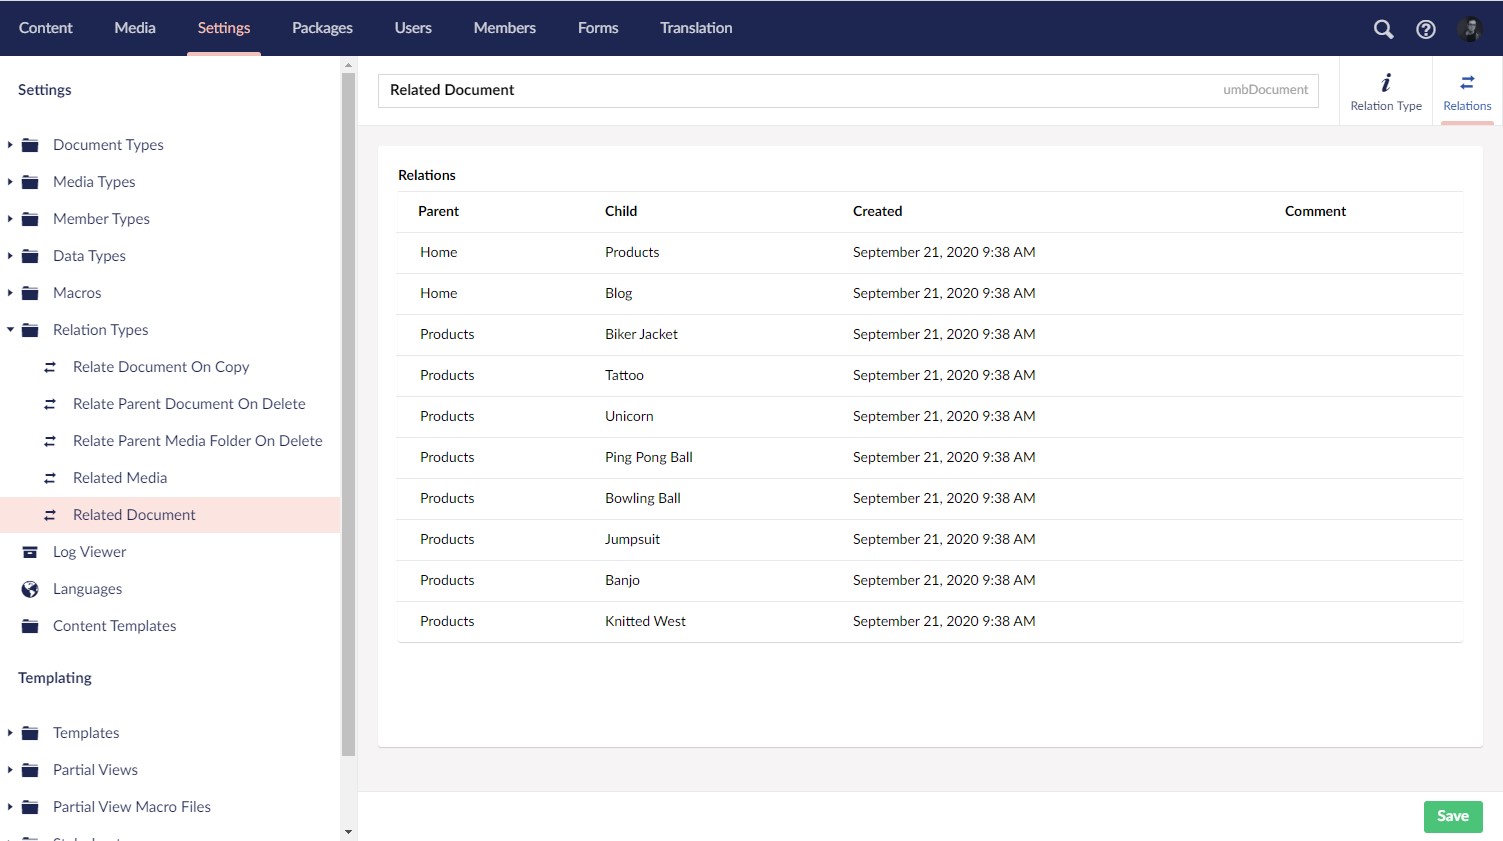 Content Media Settings Packages Users Members Forms Translation
Settings
Document Types
Media Types
Member Types
Data Types
Macros
Relation Types
Relate Document On Copy
Relate Parent Document On Delete
Relate Parent Media Folder On Delete
Related Media
Related Document
Log Viewer
Languages
Content Templates
Templating
Templates
Partial Views
Partial View Macro Files
Related Document umbDocument
Relation Type
Relations
Relations
Parent Child Created Comment
Home Products September 21, 2020 9:38 AM
Home Blog September 21, 2020 9:38 AM
Products Biker Jacket September 21, 2020 9:38 AM
Products Tattoo September 21, 2020 9:38 AM
Products Unicorn September 21, 2020 9:38 AM
Products Ping Pong Ball September 21, 2020 9:38 AM
Products Bowling Ball September 21, 2020 9:38 AM
Products Jumpsuit September 21, 2020 9:38 AM
Products Banjo September 21, 2020 9:38 AM
Products Knitted West September 21, 2020 9:38 AM
Save